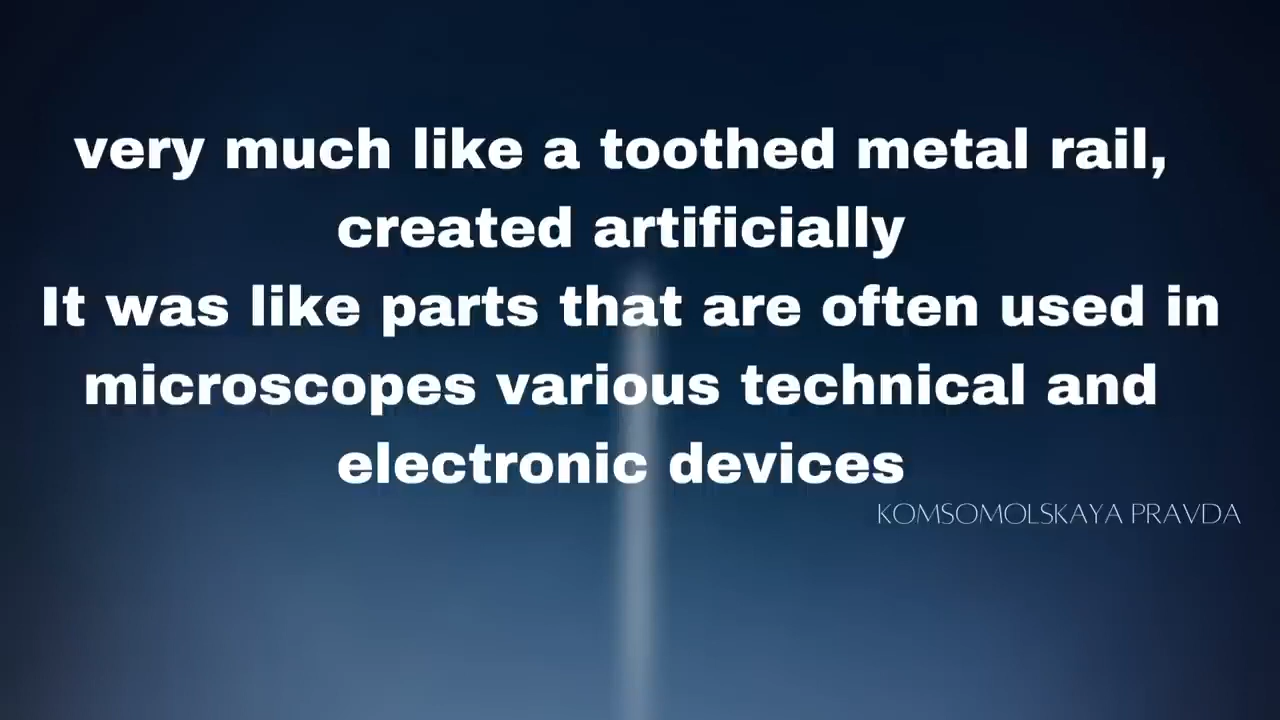 very much like a toothed metal rail,
created artificially
It was like parts that are often used in
microscopes various technical and
electronic devices
KOMSOMOLSKAYA PRAVDA